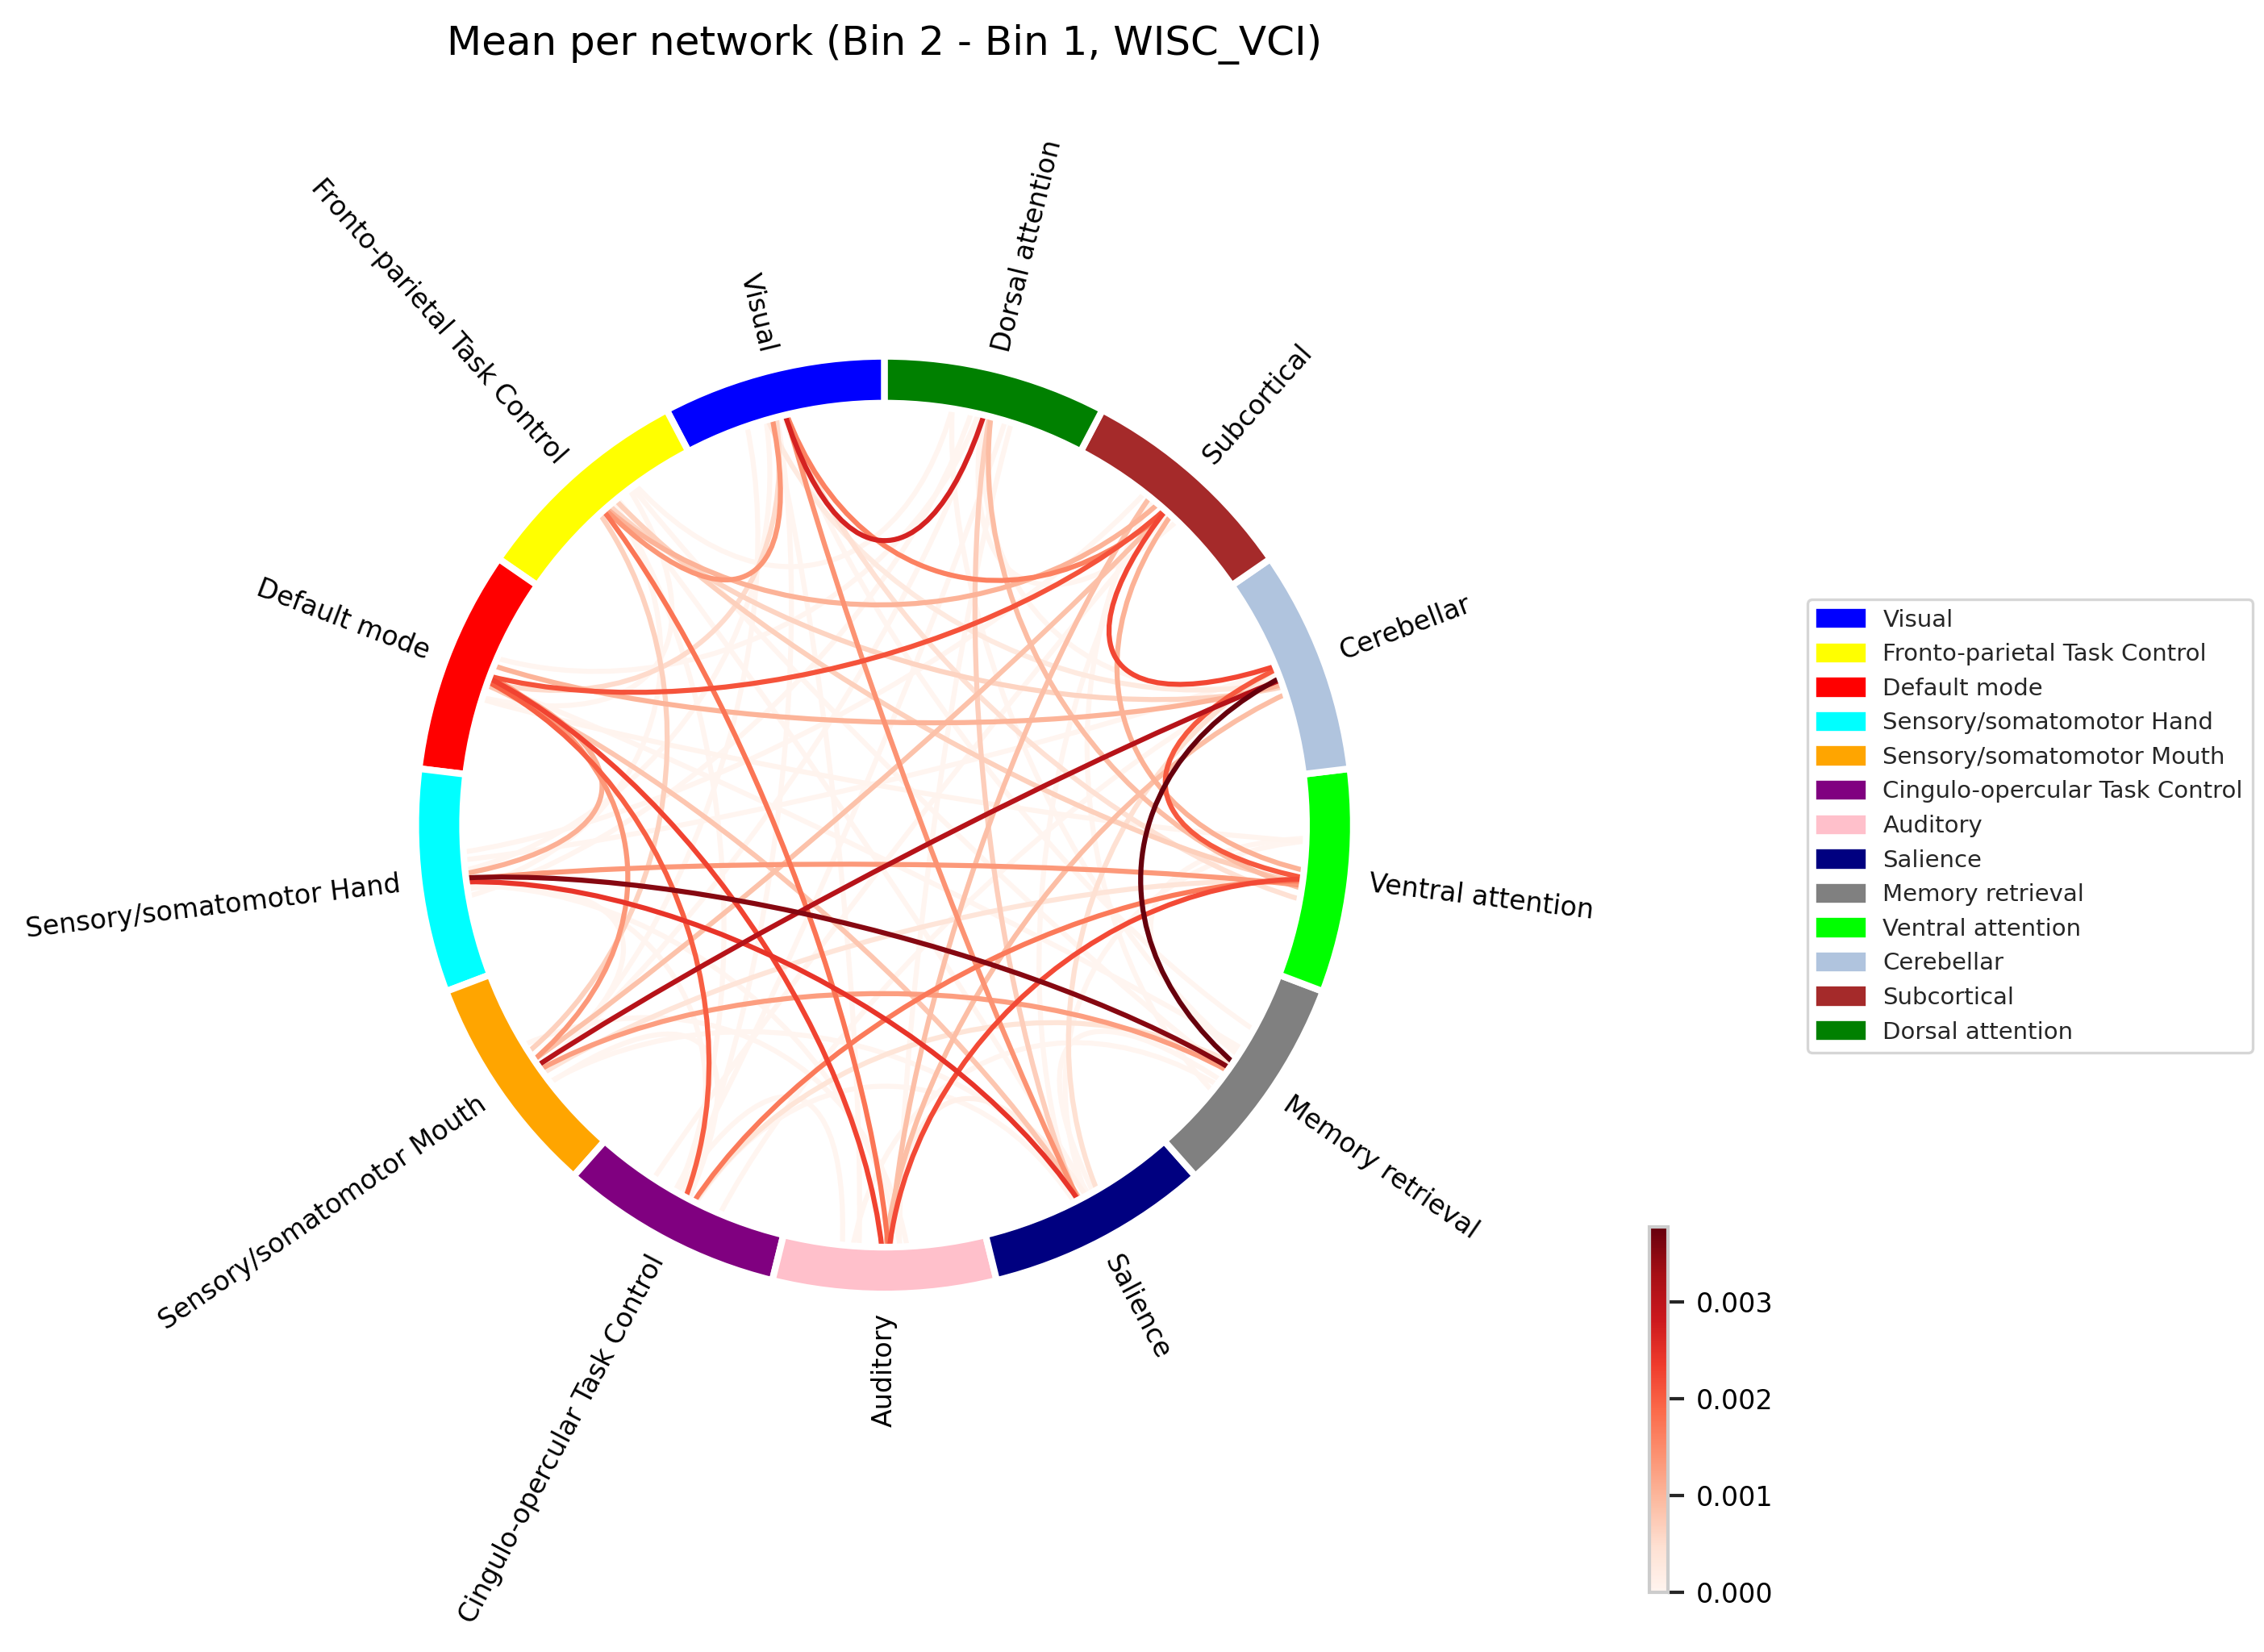 Mean per network (Bin 2 - Bin 1, WISC_VCI)
Dorsal attention
Visual
Fronto-parietal Task Control
Subcortical
Default mode
Cerebellar
Sensory/somatomotor Hand
Ventral attention
Sensory/somatomotor Mouth
Memory retrieval
Cingulo-opercular Task Control
Salience
Auditory
Visual
Fronto-parietal Task Control
Default mode
Sensory/somatomotor Hand
Sensory/somatomotor Mouth
Cingulo-opercular Task Control
Auditory
Salience
Memory retrieval
Ventral attention
Cerebellar
Subcortical
Dorsal attention
0.003
0.002
0.001
0.000